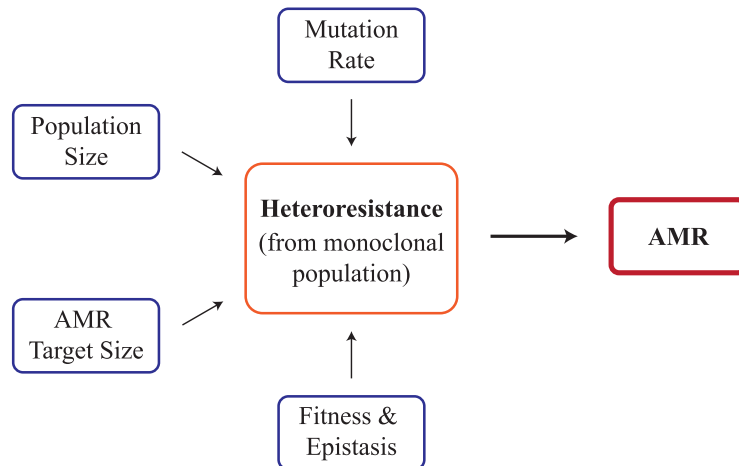 Mutation
Rate
Population
Size
Heteroresistance
(from monoclonal
population)
AMR
AMR
Target Size
Fitness &
Epistasis